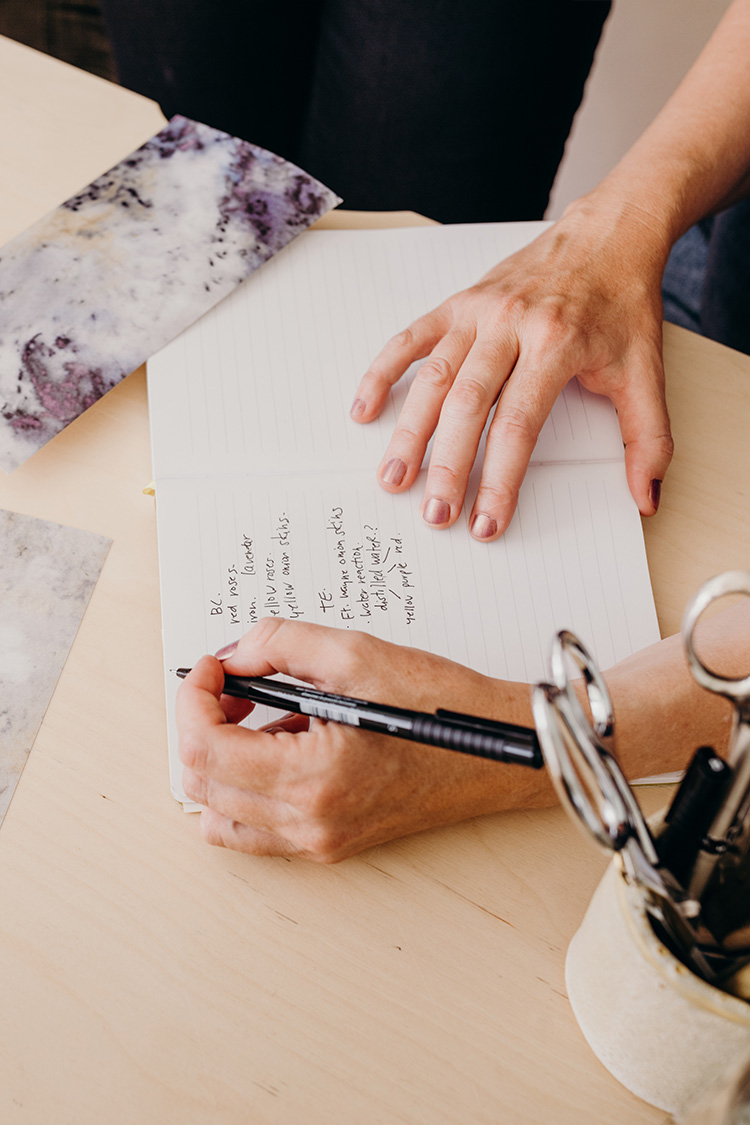 BC.
red roses.
iron. lavender
yellow roses.
yellow onion skins.
TE.
· Ft. Wayne onion skins
· water reaction.
distilled water?
yellow purple red.